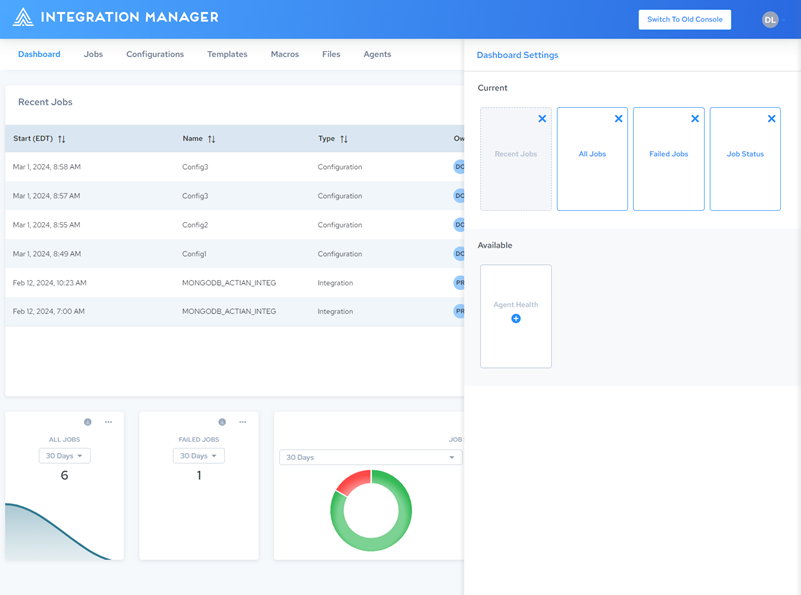 INTEGRATION MANAGER
Switch To Old Console
DL
Dashboard Jobs Configurations Templates Macros Files Agents
Recent Jobs
Start (EDT) Name Type Ow
Mar 1, 2024, 8:58 AM Config3 Configuration DC
Mar 1, 2024, 8:57 AM Config3 Configuration DC
Mar 1, 2024, 8:55 AM Config2 Configuration DC
Mar 1, 2024, 8:49 AM Config1 Configuration DC
Feb 12, 2024, 10:23 AM MONGODB_ACTIAN_INTEG Integration PR
Feb 12, 2024, 7:00 AM MONGODB_ACTIAN_INTEG Integration PR
ALL JOBS
30 Days
6
FAILED JOBS
30 Days
1
JOB
30 Days
Dashboard Settings
Current
Recent Jobs All Jobs Failed Jobs Job Status
Available
Agent Health